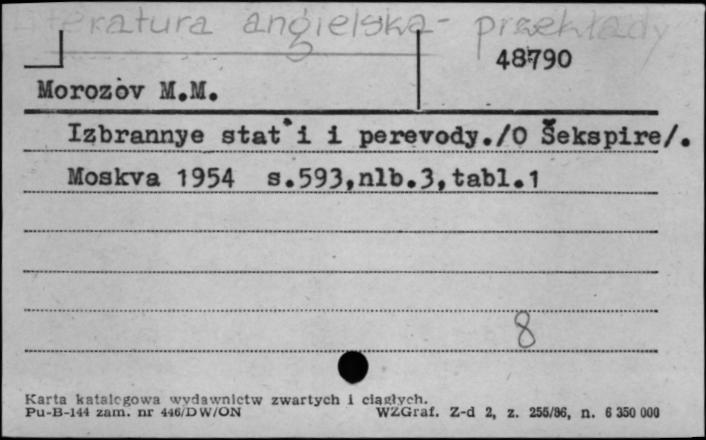 Literatura angielska - przekłady
48790
Morozov M.M.
Izbrannye stat'i i perevody./O Šekspire/.
Moskva 1954 s.593,nlb.3,tabl.1
8
Karta katalogowa wydawnictw zwartych i ciągłych.
Pu-B-144 zam. nr 446/DW/ON WZGraf. Z-d 2, z. 256/86, n. 6 350 000